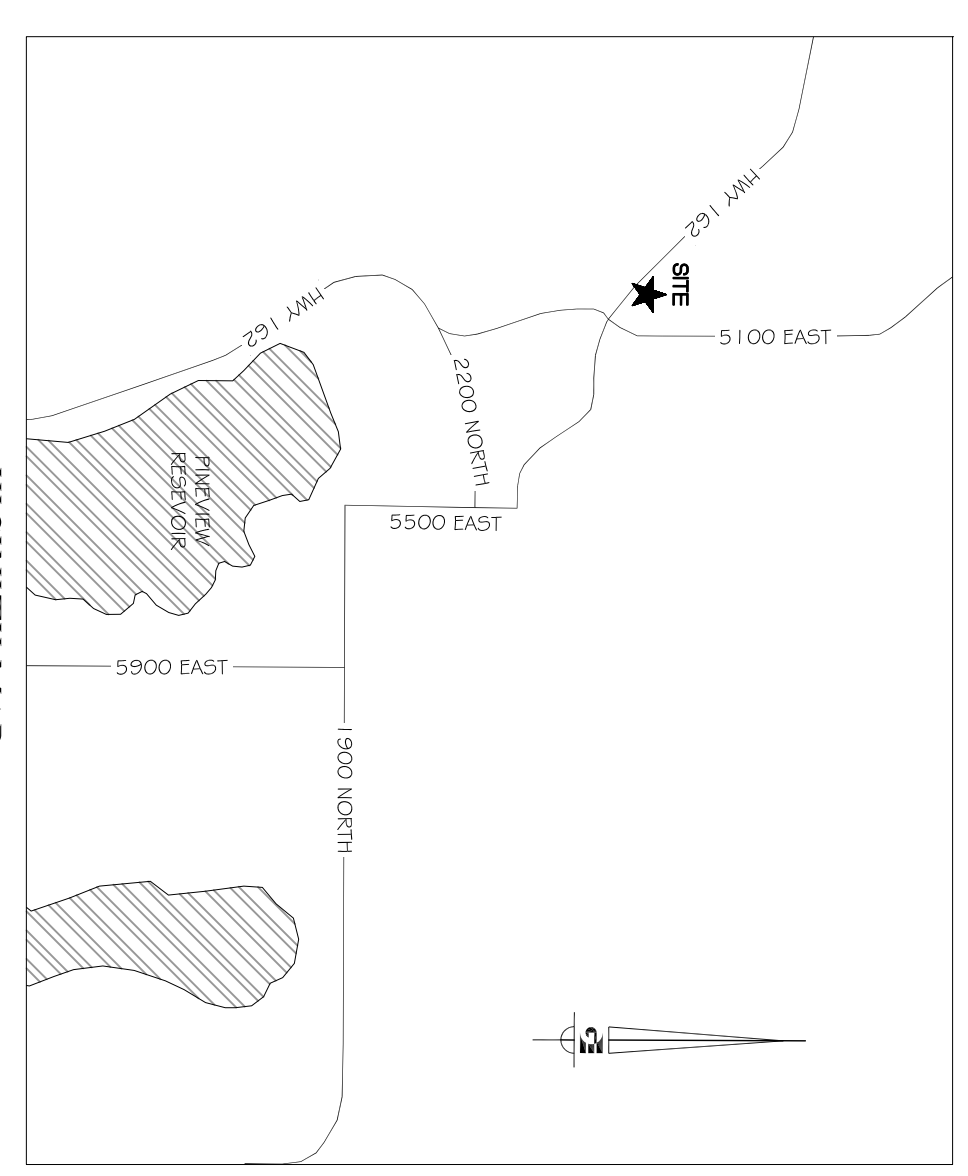 HWY 162
SITE
5100 EAST
HWY 162
2200 NORTH
5500 EAST
PINEVIEW
RESEVOIR
5900 EAST
1900 NORTH